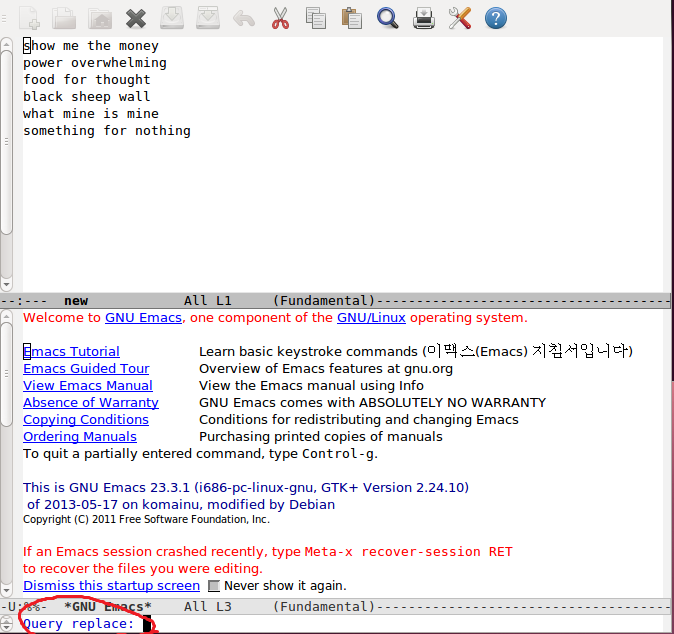 Show me the money
power overwhelming
food for thought
black sheep wall
what mine is mine
something for nothing
--:---  new            All L1     (Fundamental)-------------------------------------
Welcome to GNU Emacs, one component of the GNU/Linux operating system.
Emacs Tutorial Learn basic keystroke commands (이맥스(Emacs) 지침서입니다)
Emacs Guided Tour Overview of Emacs features at gnu.org
View Emacs Manual View the Emacs manual using Info
Absence of Warranty GNU Emacs comes with ABSOLUTELY NO WARRANTY
Copying Conditions Conditions for redistributing and changing Emacs
Ordering Manuals Purchasing printed copies of manuals
To quit a partially entered command, type Control-g.
This is GNU Emacs 23.3.1 (i686-pc-linux-gnu, GTK+ Version 2.24.10)
of 2013-05-17 on komainu, modified by Debian
Copyright (C) 2011 Free Software Foundation, Inc.
If an Emacs session crashed recently, type Meta-x recover-session RET
to recover the files you were editing.
Dismiss this startup screen Never show it again.
-U:%%-  *GNU Emacs*    All L3     (Fundamental)-------------------------------------
Query replace: